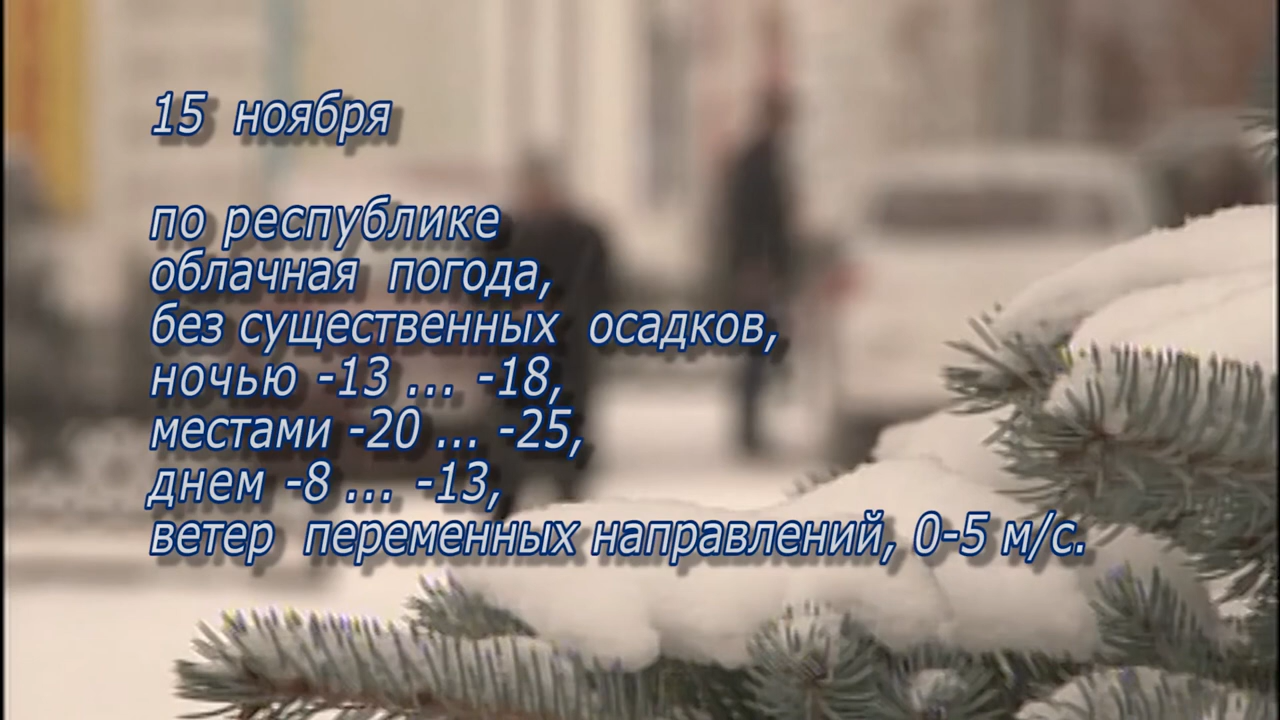 15 ноября
по республике
облачная погода,
без существенных осадков,
ночью -13 ... -18,
местами -20 ... -25,
днем -8 ... -13,
ветер переменных направлений, 0-5 м/с.